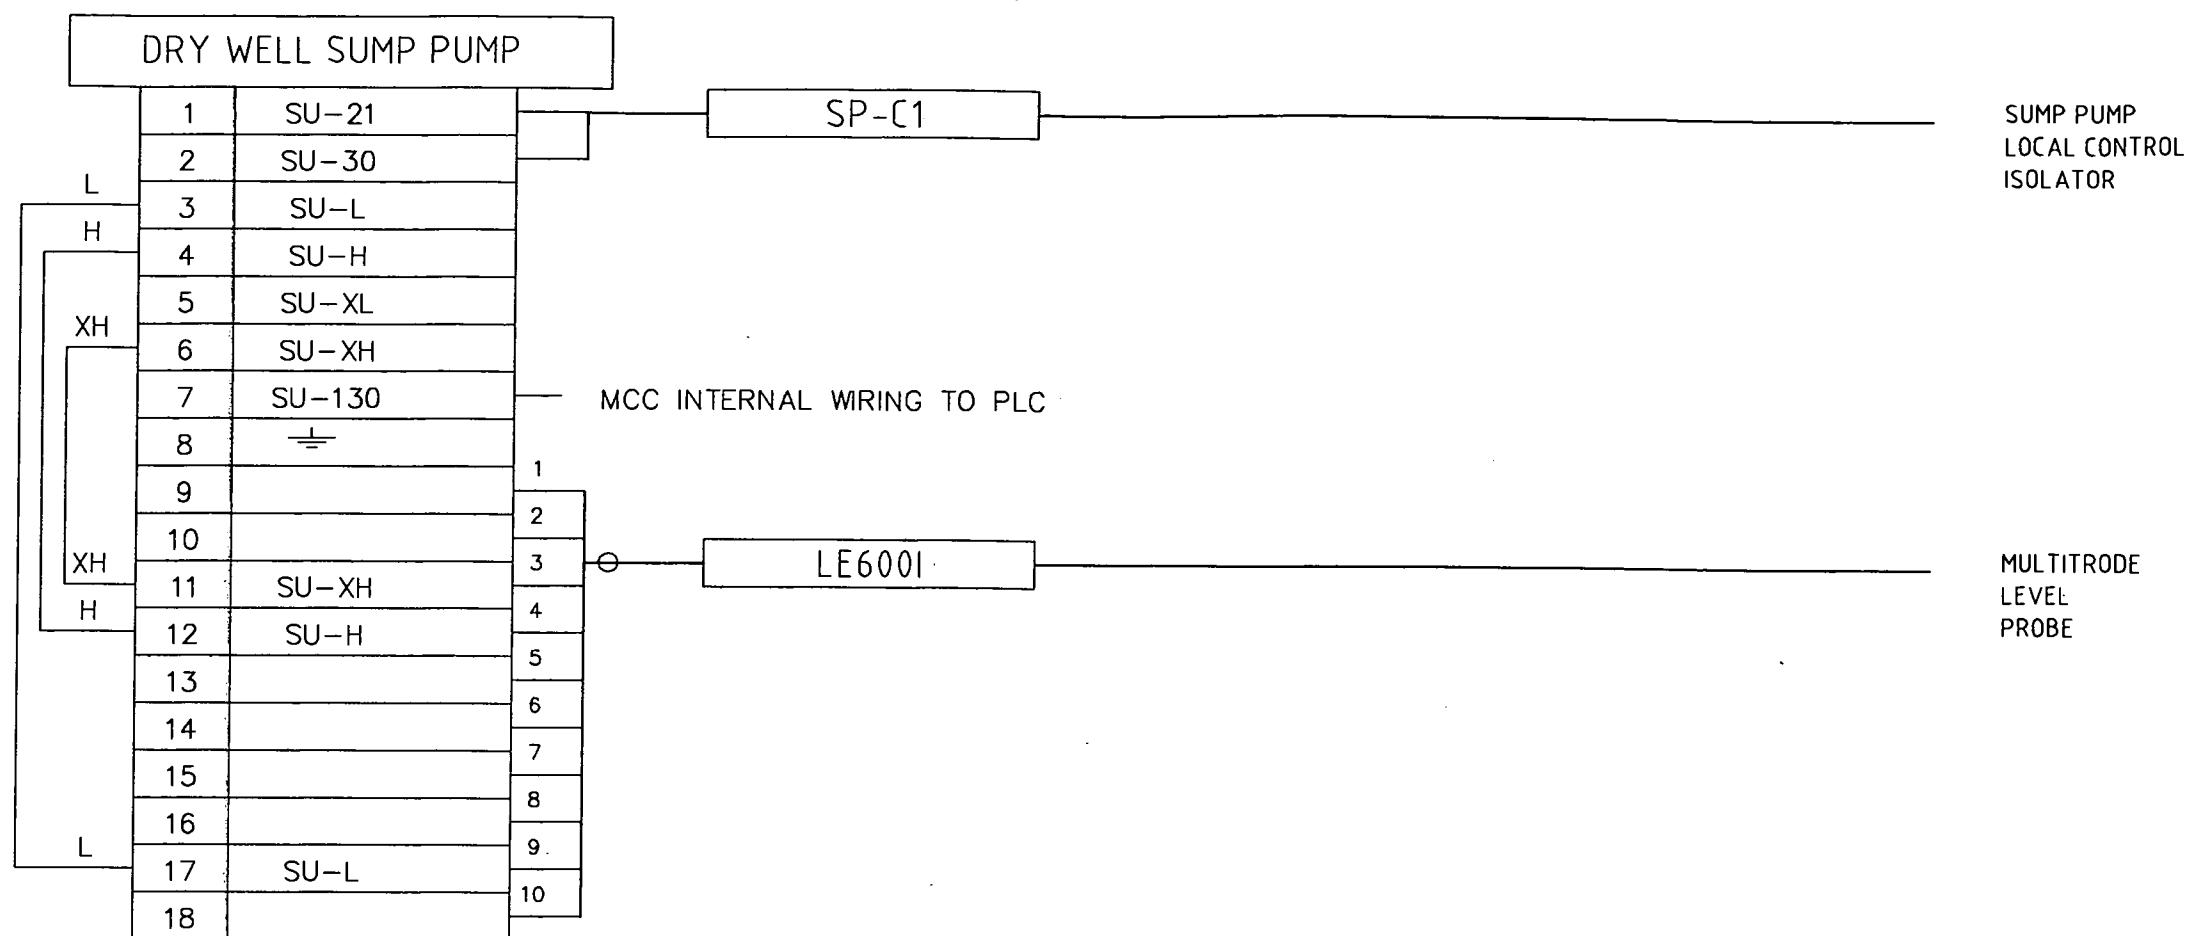 DRY WELL SUMP PUMP
1 SU-21
SP-C1
SUMP PUMP
LOCAL CONTROL
ISOLATOR
2 SU-30
L
3 SU-L
H
4 SU-H
5 SU-XL
XH
6 SU-XH
7 SU-130 MCC INTERNAL WIRING TO PLC
8
1
9
2
10
3
LE6001
MULTITRODE
LEVEL
PROBE
XH
11 SU-XH
4
H
12 SU-H
5
13
6
14
7
15
8
16
9
L
17 SU-L
10
18